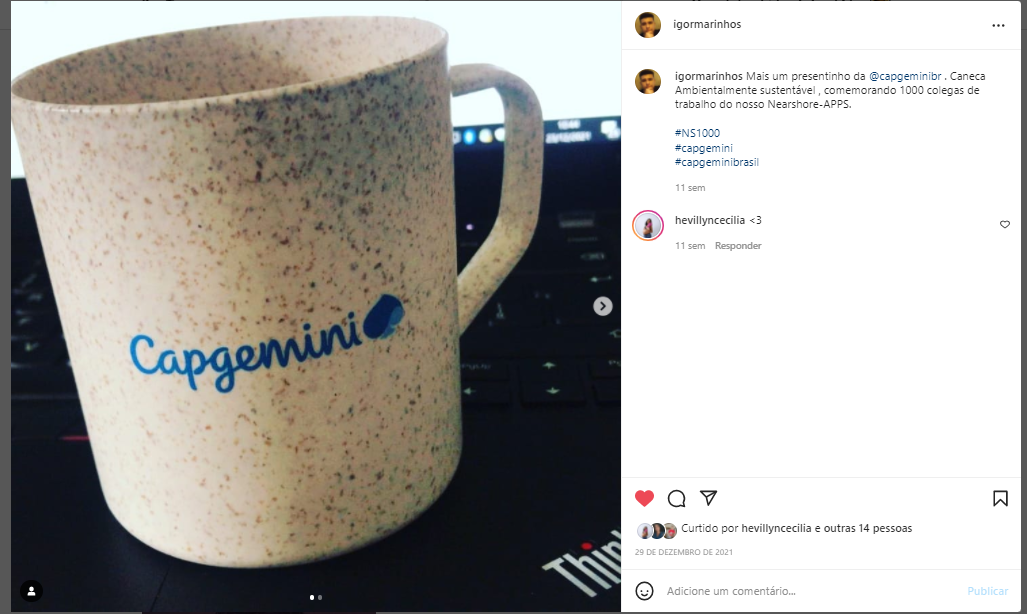 igormarinhos
igormarinhos Mais um presentinho da @capgeminibr . Caneca
Ambientalmente sustentável , comemorando 1000 colegas de
trabalho do nosso Nearshore-APPS.
#NS1000
#capgemini
#capgeminibrasil
11 sem
hevillyncecilia <3
11 sem Responder
Capgemini
Thin
Curtido por hevillyncecilia e outras 14 pessoas
29 DE DEZEMBRO DE 2021
Adicione um comentário... Publicar